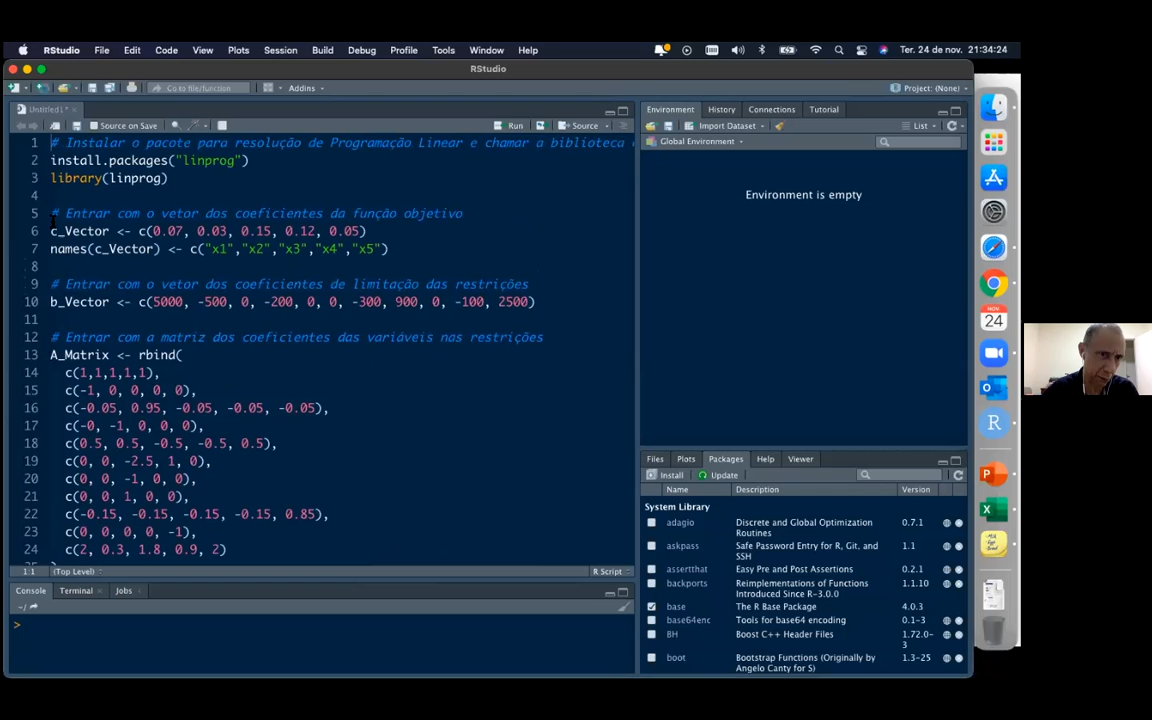 RStudio File Edit Code View Plots Session Build Debug Profile Tools Window Help Ter. 24 de nov. 21:34:24
RStudio
Go to file/function Addins Project: (None)
Untitled1*
Source on Save Run Source
1 # Instalar o pacote para resolução de Programação Linear e chamar a biblioteca
2 install.packages("linprog")
3 library(linprog)
4
5 # Entrar com o vetor dos coeficientes da função objetivo
6 c_Vector <- c(0.07, 0.03, 0.15, 0.12, 0.05)
7 names(c_Vector) <- c("x1","x2","x3","x4","x5")
8
9 # Entrar com o vetor dos coeficientes de limitação das restrições
10 b_Vector <- c(5000, -500, 0, -200, 0, 0, -300, 900, 0, -100, 2500)
11
12 # Entrar com a matriz dos coeficientes das variáveis nas restrições
13 A_Matrix <- rbind(
14 c(1,1,1,1,1),
15 c(-1, 0, 0, 0, 0),
16 c(-0.05, 0.95, -0.05, -0.05, -0.05),
17 c(-0, -1, 0, 0, 0),
18 c(0.5, 0.5, -0.5, -0.5, 0.5),
19 c(0, 0, -2.5, 1, 0),
20 c(0, 0, -1, 0, 0),
21 c(0, 0, 1, 0, 0),
22 c(-0.15, -0.15, -0.15, -0.15, 0.85),
23 c(0, 0, 0, 0, -1),
24 c(2, 0.3, 1.8, 0.9, 2)
1:1 (Top Level) R Script
Console Terminal Jobs
~/
>
Environment History Connections Tutorial
Import Dataset List
Global Environment
Environment is empty
Files Plots Packages Help Viewer
Install Update
Name Description Version
System Library
adagio Discrete and Global Optimization Routines 0.7.1
askpass Safe Password Entry for R, Git, and SSH 1.1
assertthat Easy Pre and Post Assertions 0.2.1
backports Reimplementations of Functions Introduced Since R-3.0.0 1.1.10
base The R Base Package 4.0.3
base64enc Tools for base64 encoding 0.1-3
BH Boost C++ Header Files 1.72.0-3
boot Bootstrap Functions (Originally by Angelo Canty for S) 1.3-25
NOV
24